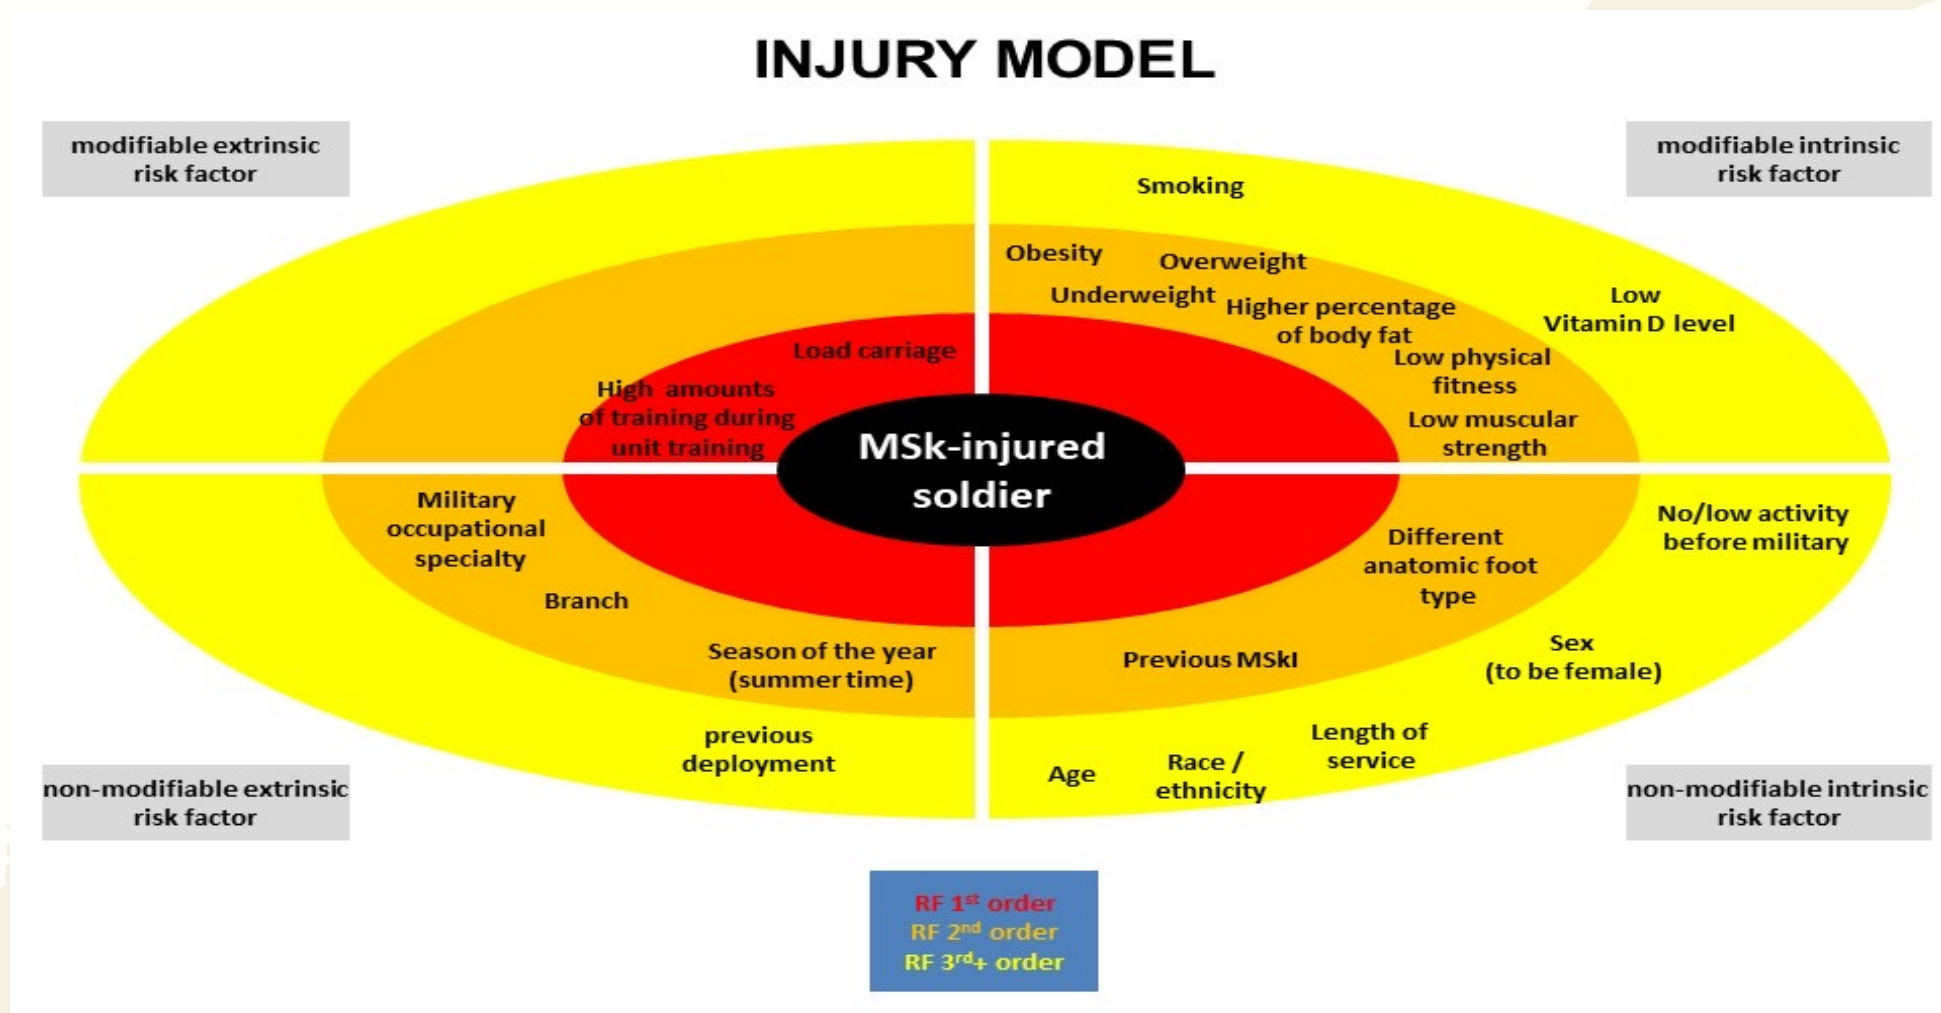 INJURY MODEL
modifiable extrinsic
risk factor
modifiable intrinsic
risk factor
Smoking
Obesity
Overweight
Underweight
Higher percentage
of body fat
Low
Vitamin D level
Low physical
fitness
Low muscular
strength
Load carriage
High amounts
of training during
unit training
MSk-injured
soldier
Military
occupational
specialty
Branch
Season of the year
(summer time)
previous
deployment
Different
anatomic foot
type
Previous MSkI
No/low activity
before military
Sex
(to be female)
Length of
service
Race /
ethnicity
Age
non-modifiable extrinsic
risk factor
non-modifiable intrinsic
risk factor
RF 1st order
RF 2nd order
RF 3rd+ order